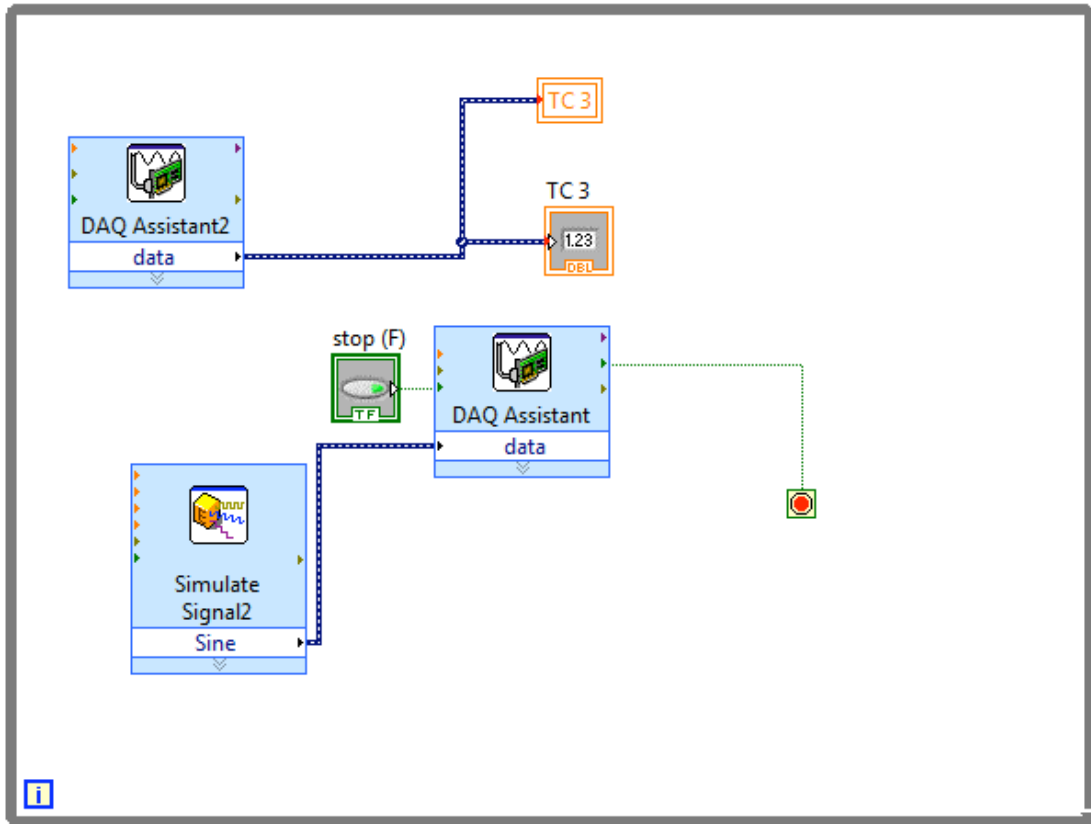 TC 3
DAQ Assistant2
data
TC 3
1.23
DBL
stop (F)
TF
DAQ Assistant
data
Simulate
Signal2
Sine
i